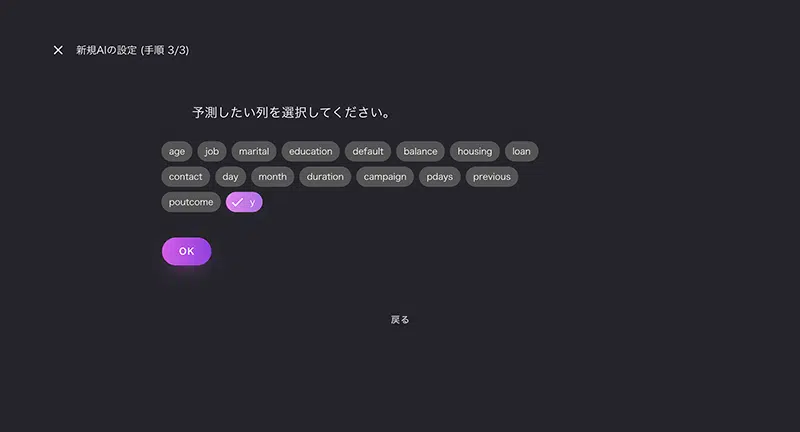 新規AIの設定 (手順 3/3)
予測したい列を選択してください。
age job marital education default balance housing loan
contact day month duration campaign pdays previous
poutcome y
OK
戻る